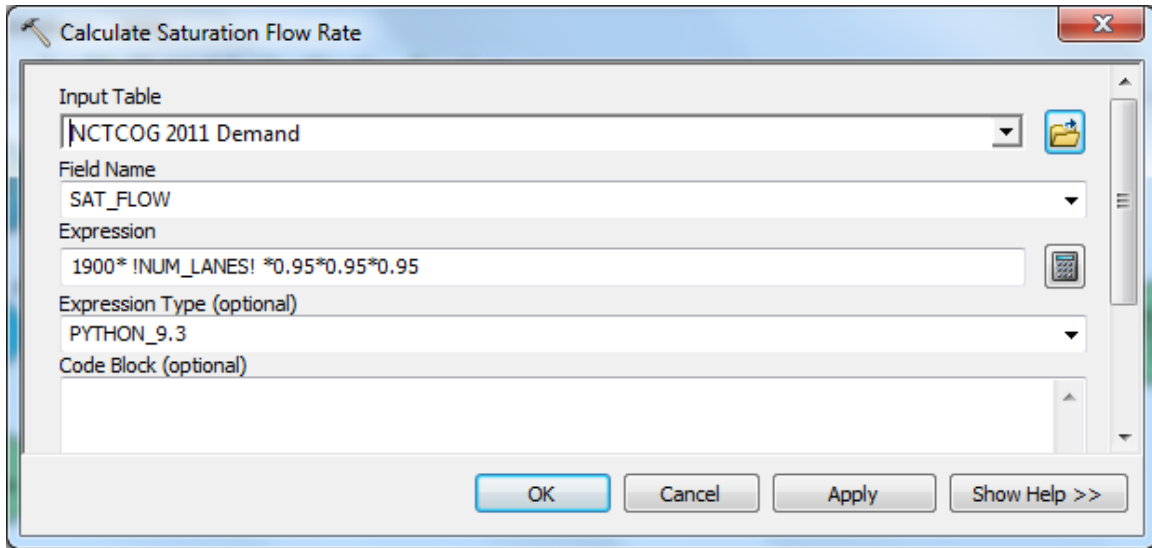 Calculate Saturation Flow Rate
Input Table
NCTCOG 2011 Demand
Field Name
SAT_FLOW
Expression
1900* !NUM_LANES! *0.95*0.95*0.95
Expression Type (optional)
PYTHON_9.3
Code Block (optional)
OK Cancel Apply Show Help >>